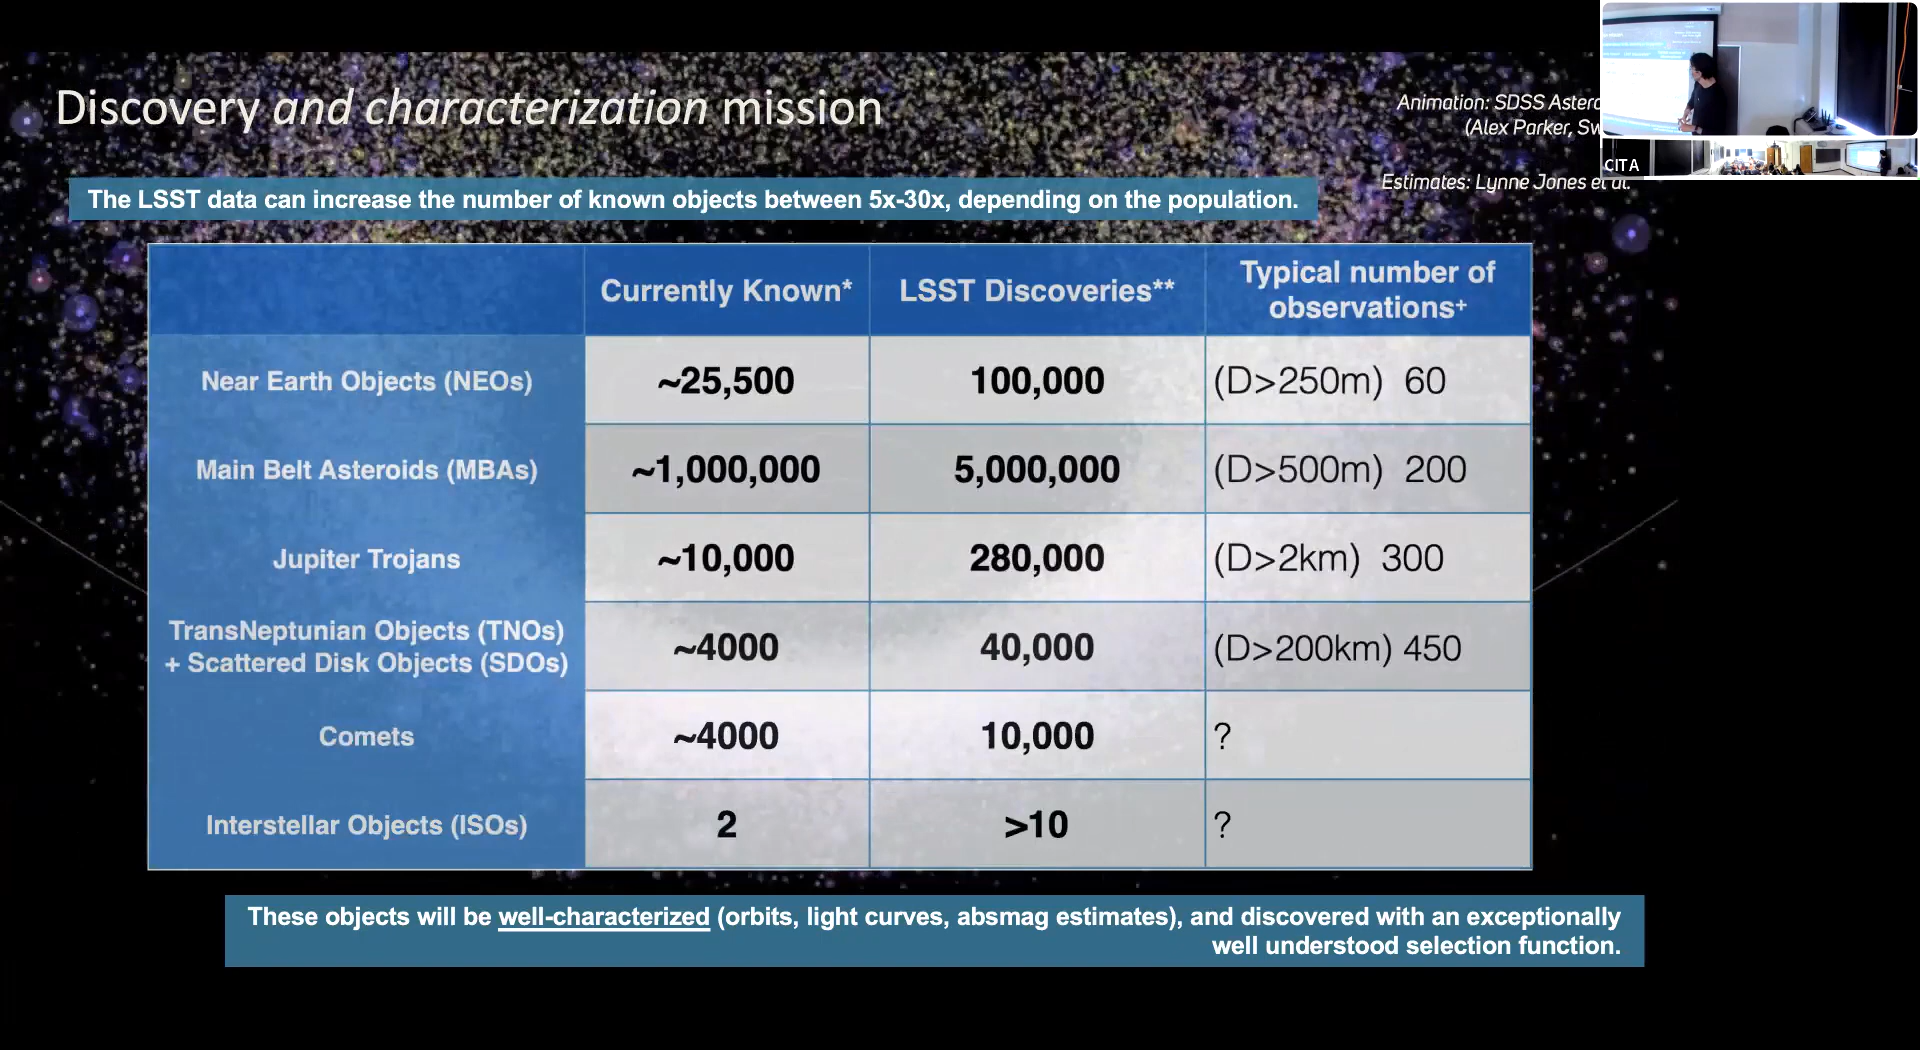 Discovery and characterization mission
Animation: SDSS
(Alex Parker,
Estimates: Lynne Jones et al.
CITA
The LSST data can increase the number of known objects between 5x-30x, depending on the population.
Currently Known*
LSST Discoveries**
Typical number of
observations+
Near Earth Objects (NEOs)
~25,500
100,000
(D>250m) 60
Main Belt Asteroids (MBAs)
~1,000,000
5,000,000
(D>500m) 200
Jupiter Trojans
~10,000
280,000
(D>2km) 300
TransNeptunian Objects (TNOs)
+ Scattered Disk Objects (SDOs)
~4000
40,000
(D>200km) 450
Comets
~4000
10,000
?
Interstellar Objects (ISOs)
2
>10
?
These objects will be well-characterized (orbits, light curves, absmag estimates), and discovered with an exceptionally
well understood selection function.